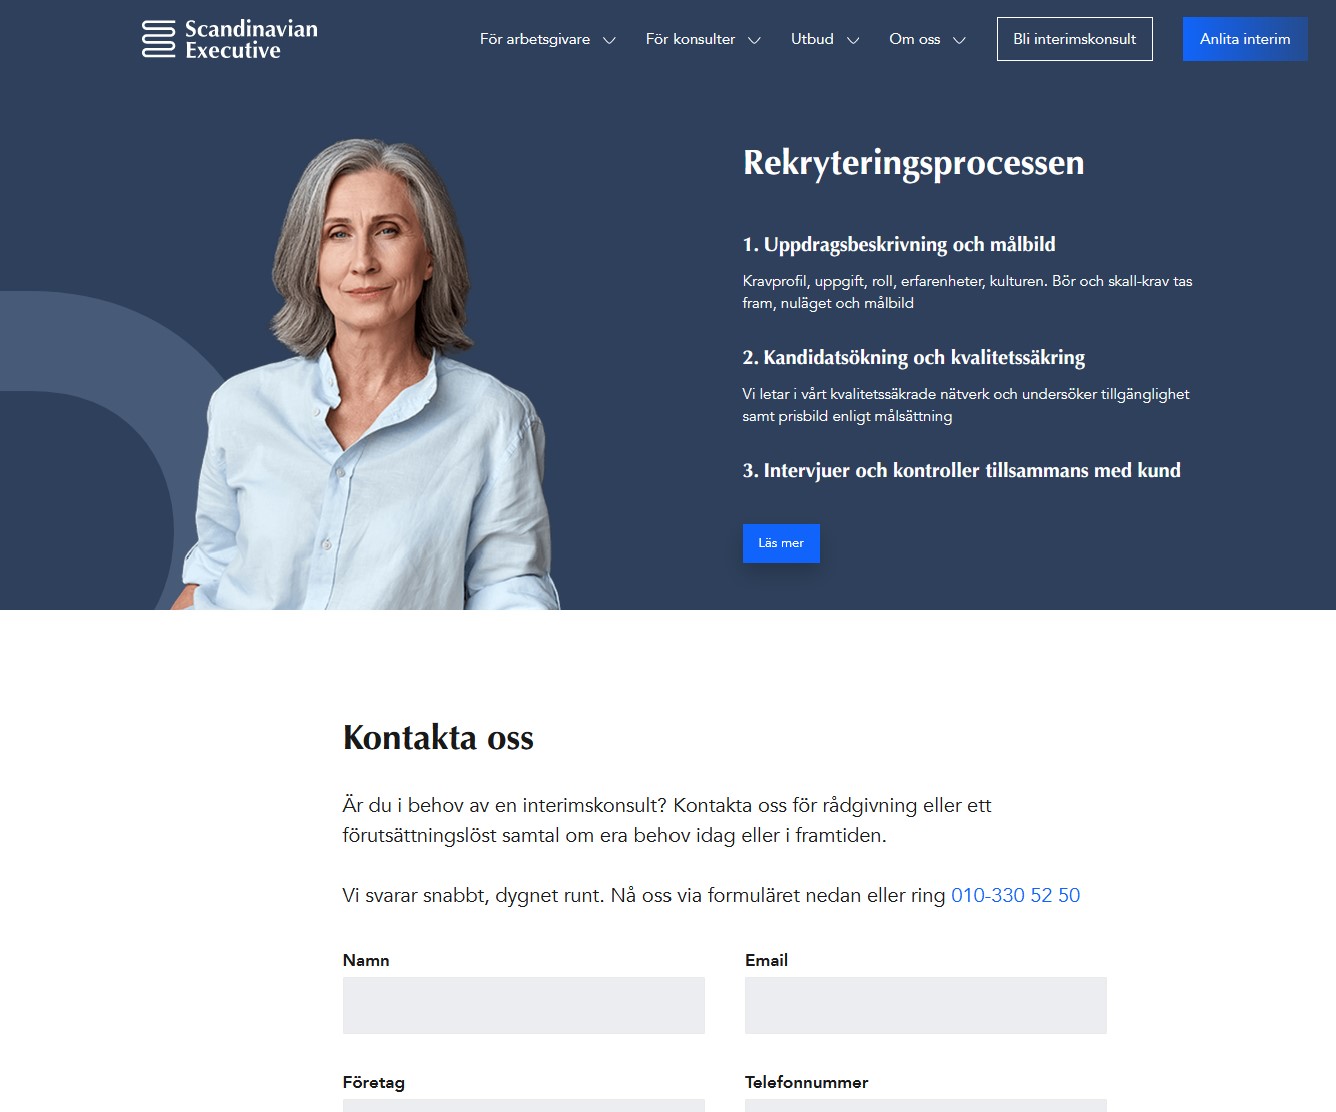 Scandinavian
Executive
För arbetsgivare
För konsulter
Utbud
Om oss
Bli interimskonsult
Anlita interim
Rekryteringsprocessen
1. Uppdragsbeskrivning och målbild
Kravprofil, uppgift, roll, erfarenheter, kulturen. Bör och skall-krav tas
fram, nuläget och målbild
2. Kandidatsökning och kvalitetssäkring
Vi letar i vårt kvalitetssäkrade nätverk och undersöker tillgänglighet
samt prisbild enligt målsättning
3. Intervjuer och kontroller tillsammans med kund
Läs mer
Kontakta oss
Är du i behov av en interimskonsult? Kontakta oss för rådgivning eller ett
förutsättningslöst samtal om era behov idag eller i framtiden.
Vi svarar snabbt, dygnet runt. Nå oss via formuläret nedan eller ring 010-330 52 50
Namn
Email
Företag
Telefonnummer